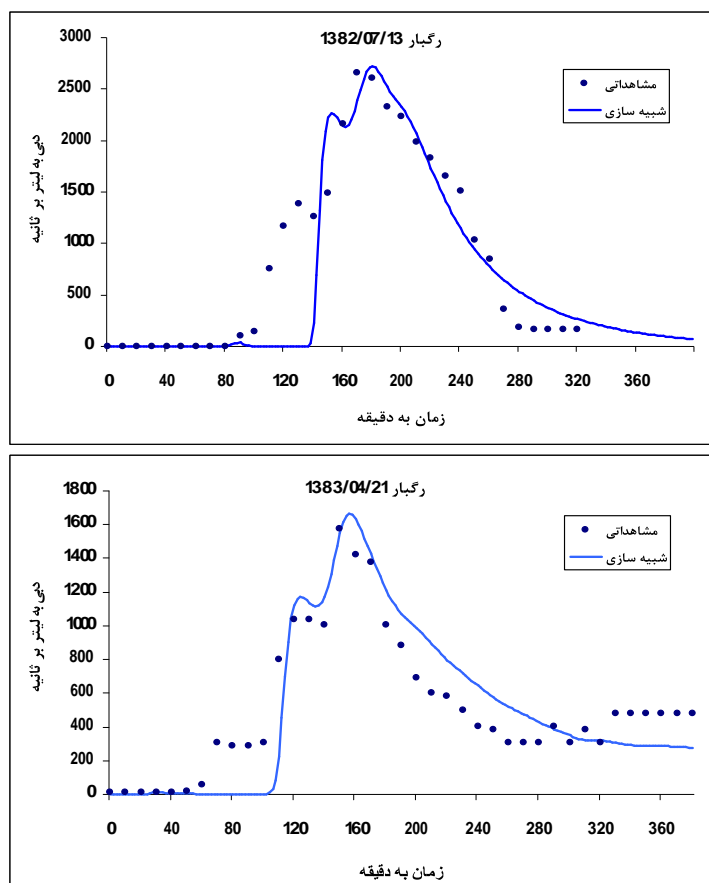 رگبار 1382/07/13
3000
2500
2000
1500
1000
500
0
دبی به لیتر بر ثانیه
مشاهداتی
شبیه سازی
0 40 80 120 160 200 240 280 320 360
زمان به دقیقه
رگبار 1383/04/21
1800
1600
1400
1200
1000
800
600
400
200
0
دبی به لیتر بر ثانیه
مشاهداتی
شبیه سازی
0 40 80 120 160 200 240 280 320 360
زمان به دقیقه